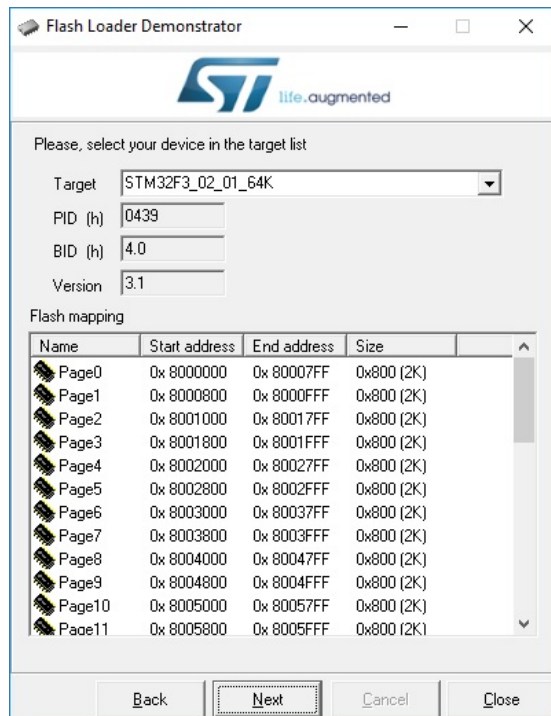 Flash Loader Demonstrator
ST life.augmented
Please, select your device in the target list
Target STM32F3_02_01_64K
PID (h) 0439
BID (h) 4.0
Version 3.1
Flash mapping
Name Start address End address Size
Page0 0x 8000000 0x 80007FF 0x800 (2K)
Page1 0x 8000800 0x 8000FFF 0x800 (2K)
Page2 0x 8001000 0x 80017FF 0x800 (2K)
Page3 0x 8001800 0x 8001FFF 0x800 (2K)
Page4 0x 8002000 0x 80027FF 0x800 (2K)
Page5 0x 8002800 0x 8002FFF 0x800 (2K)
Page6 0x 8003000 0x 80037FF 0x800 (2K)
Page7 0x 8003800 0x 8003FFF 0x800 (2K)
Page8 0x 8004000 0x 80047FF 0x800 (2K)
Page9 0x 8004800 0x 8004FFF 0x800 (2K)
Page10 0x 8005000 0x 80057FF 0x800 (2K)
Page11 0x 8005800 0x 8005FFF 0x800 (2K)
Back Next Cancel Close